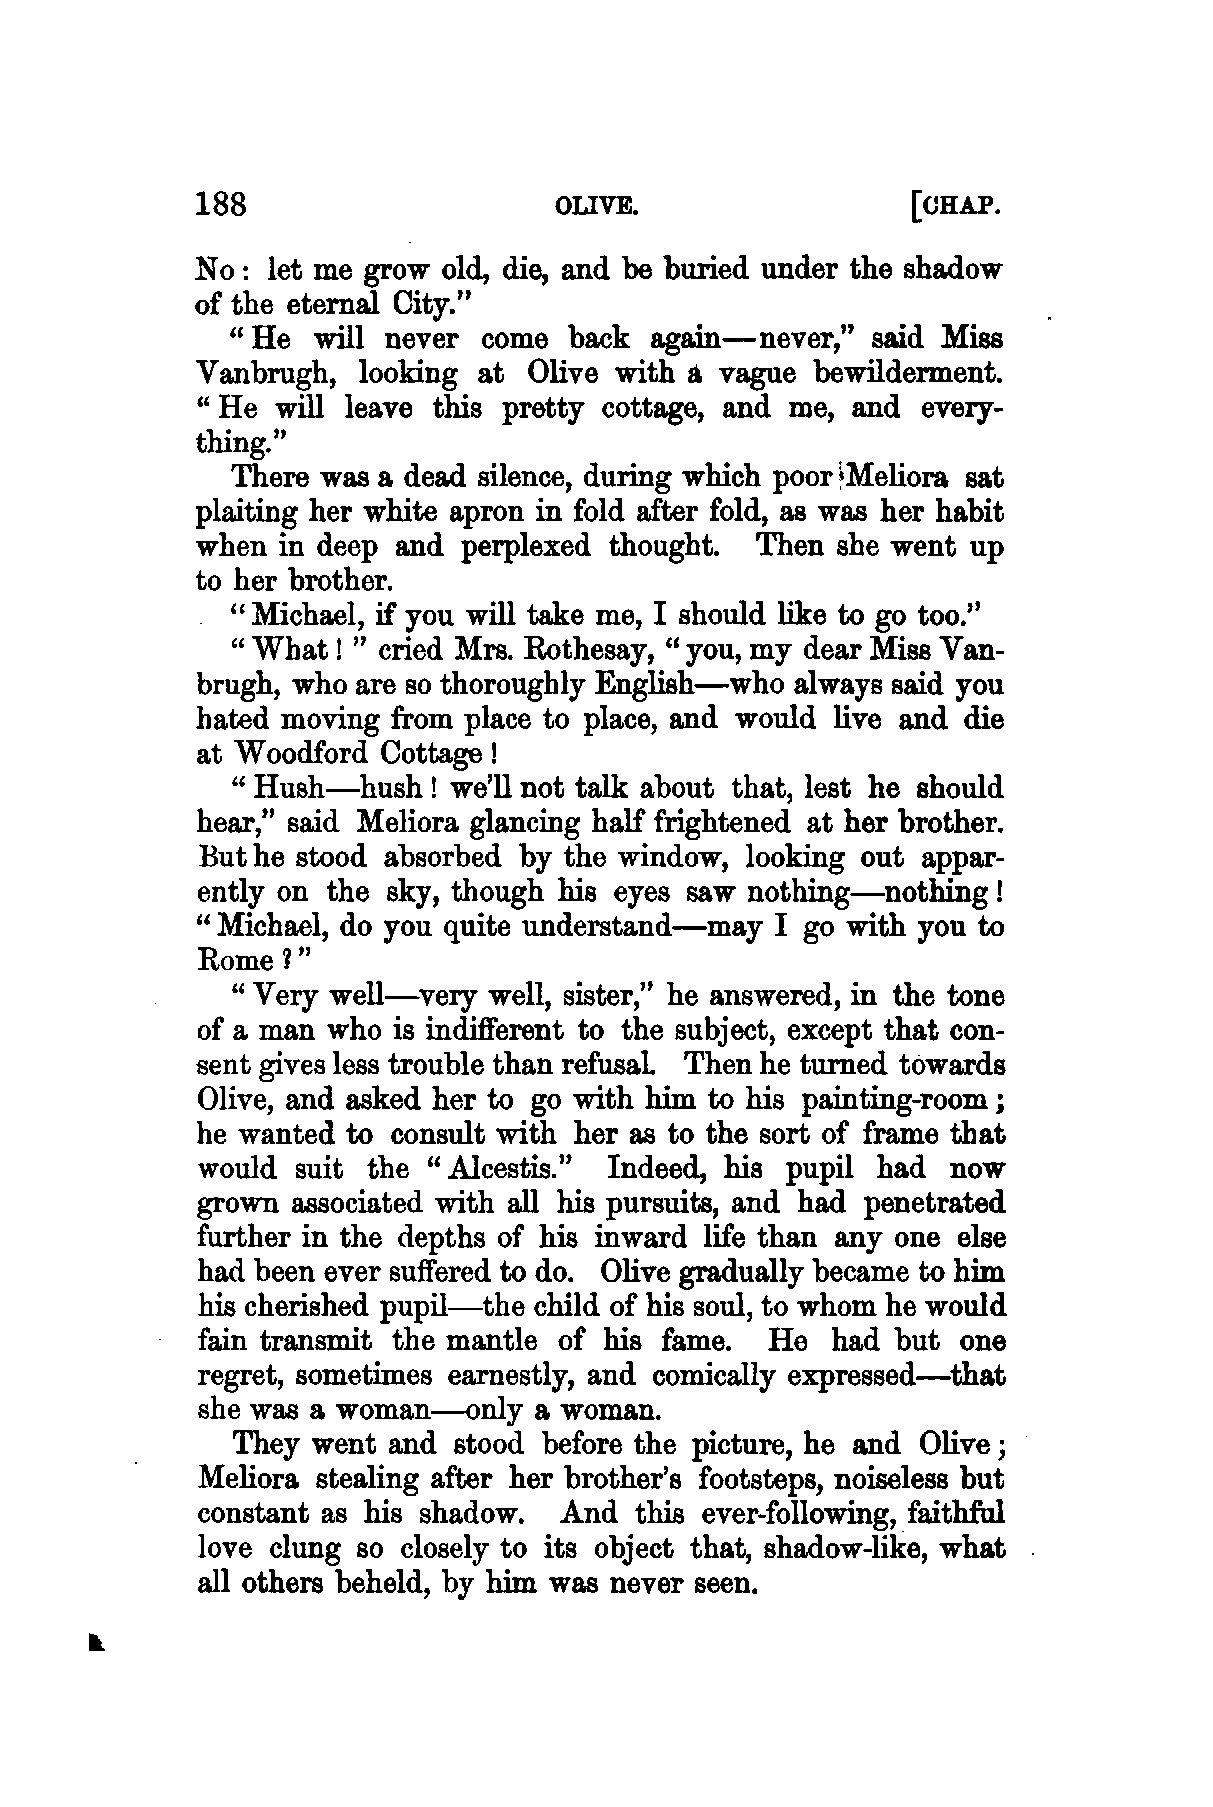 188 OLIVE. [CHAP.
No: let me grow old, die, and be buried under the shadow
of the eternal City.”
“He will never come back again—never,” said Miss
Vanbrugh, looking at Olive with a vague bewilderment.
“He will leave this pretty cottage, and me, and every-
thing.”
There was a dead silence, during which poor Meliora sat
plaiting her white apron in fold after fold, as was her habit
when in deep and perplexed thought. Then she went up
to her brother.
“Michael, if you will take me, I should like to go too.”
“What!” cried Mrs. Rothesay, “you, my dear Miss Van-
brugh, who are so thoroughly English—who always said you
hated moving from place to place, and would live and die
at Woodford Cottage!
“Hush—hush! we’ll not talk about that, lest he should
hear,” said Meliora glancing half frightened at her brother.
But he stood absorbed by the window, looking out appar-
ently on the sky, though his eyes saw nothing—nothing!
“Michael, do you quite understand—may I go with you to
Rome?”
“Very well—very well, sister,” he answered, in the tone
of a man who is indifferent to the subject, except that con-
sent gives less trouble than refusal. Then he turned towards
Olive, and asked her to go with him to his painting-room;
he wanted to consult with her as to the sort of frame that
would suit the “Alcestis.” Indeed, his pupil had now
grown associated with all his pursuits, and had penetrated
further in the depths of his inward life than any one else
had been ever suffered to do. Olive gradually became to him
his cherished pupil—the child of his soul, to whom he would
fain transmit the mantle of his fame. He had but one
regret, sometimes earnestly, and comically expressed—that
she was a woman—only a woman.
They went and stood before the picture, he and Olive;
Meliora stealing after her brother’s footsteps, noiseless but
constant as his shadow. And this ever-following, faithful
love clung so closely to its object that, shadow-like, what
all others beheld, by him was never seen.